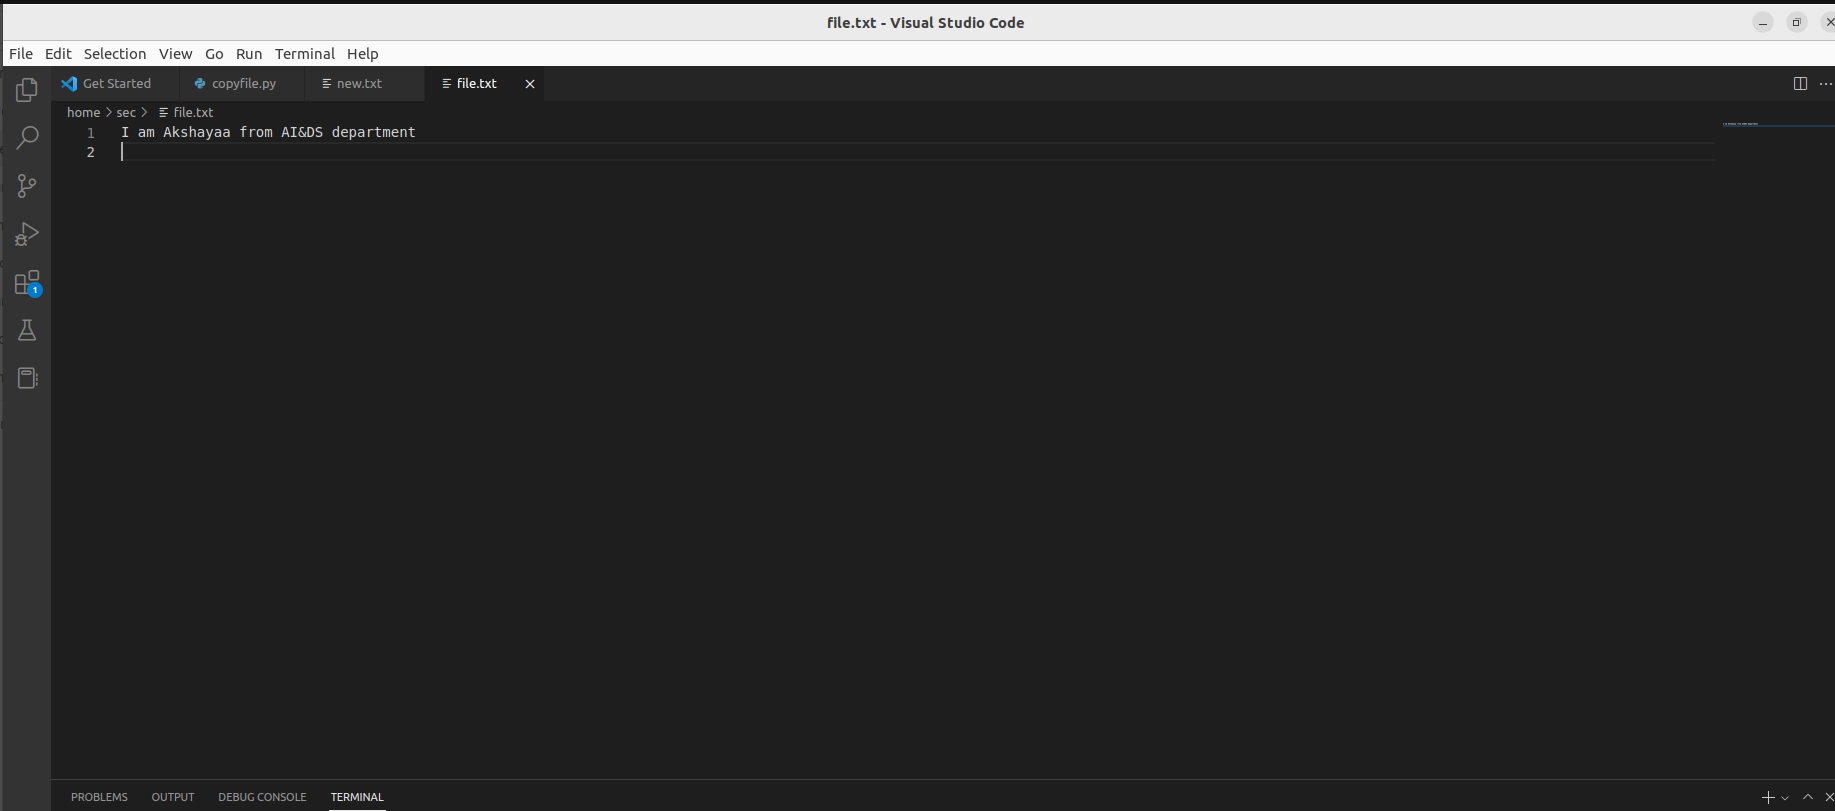 file.txt - Visual Studio Code
File Edit Selection View Go Run Terminal Help
Get Started copyfile.py new.txt file.txt
home > sec > file.txt
1 I am Akshayaa from AI&DS department
2
1
PROBLEMS OUTPUT DEBUG CONSOLE TERMINAL